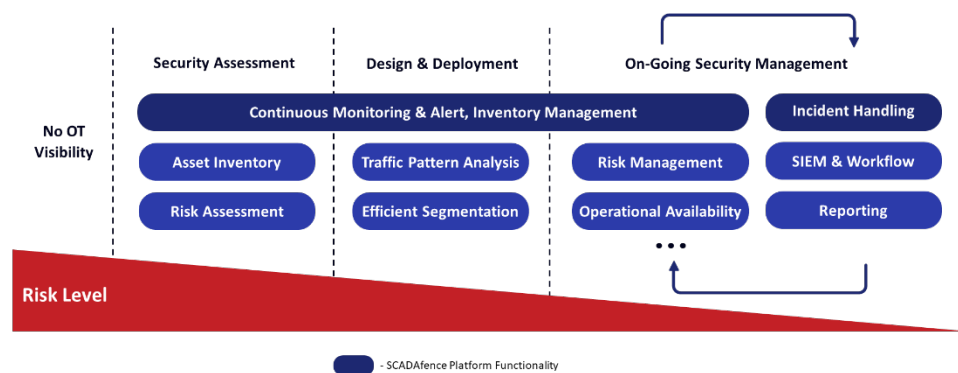 Security Assessment
Design & Deployment
On-Going Security Management
Continuous Monitoring & Alert, Inventory Management
Incident Handling
No OT
Visibility
Asset Inventory
Traffic Pattern Analysis
Risk Management
SIEM & Workflow
Risk Assessment
Efficient Segmentation
Operational Availability
Reporting
...
Risk Level
- SCADAfence Platform Functionality